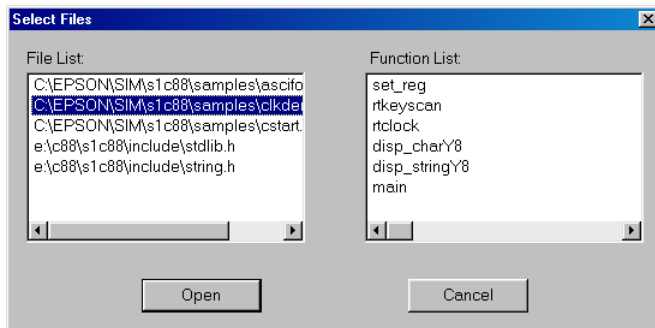 Select Files
File List:
Function List:
C:\EPSON\SIM\s1c88\samples\ascifo
C:\EPSON\SIM\s1c88\samples\clkde
C:\EPSON\SIM\s1c88\samples\cstart.
e:\c88\s1c88\include\stdlib.h
e:\c88\s1c88\include\string.h
set_reg
rtkeyscan
rtclock
disp_charY8
disp_stringY8
main
Open
Cancel